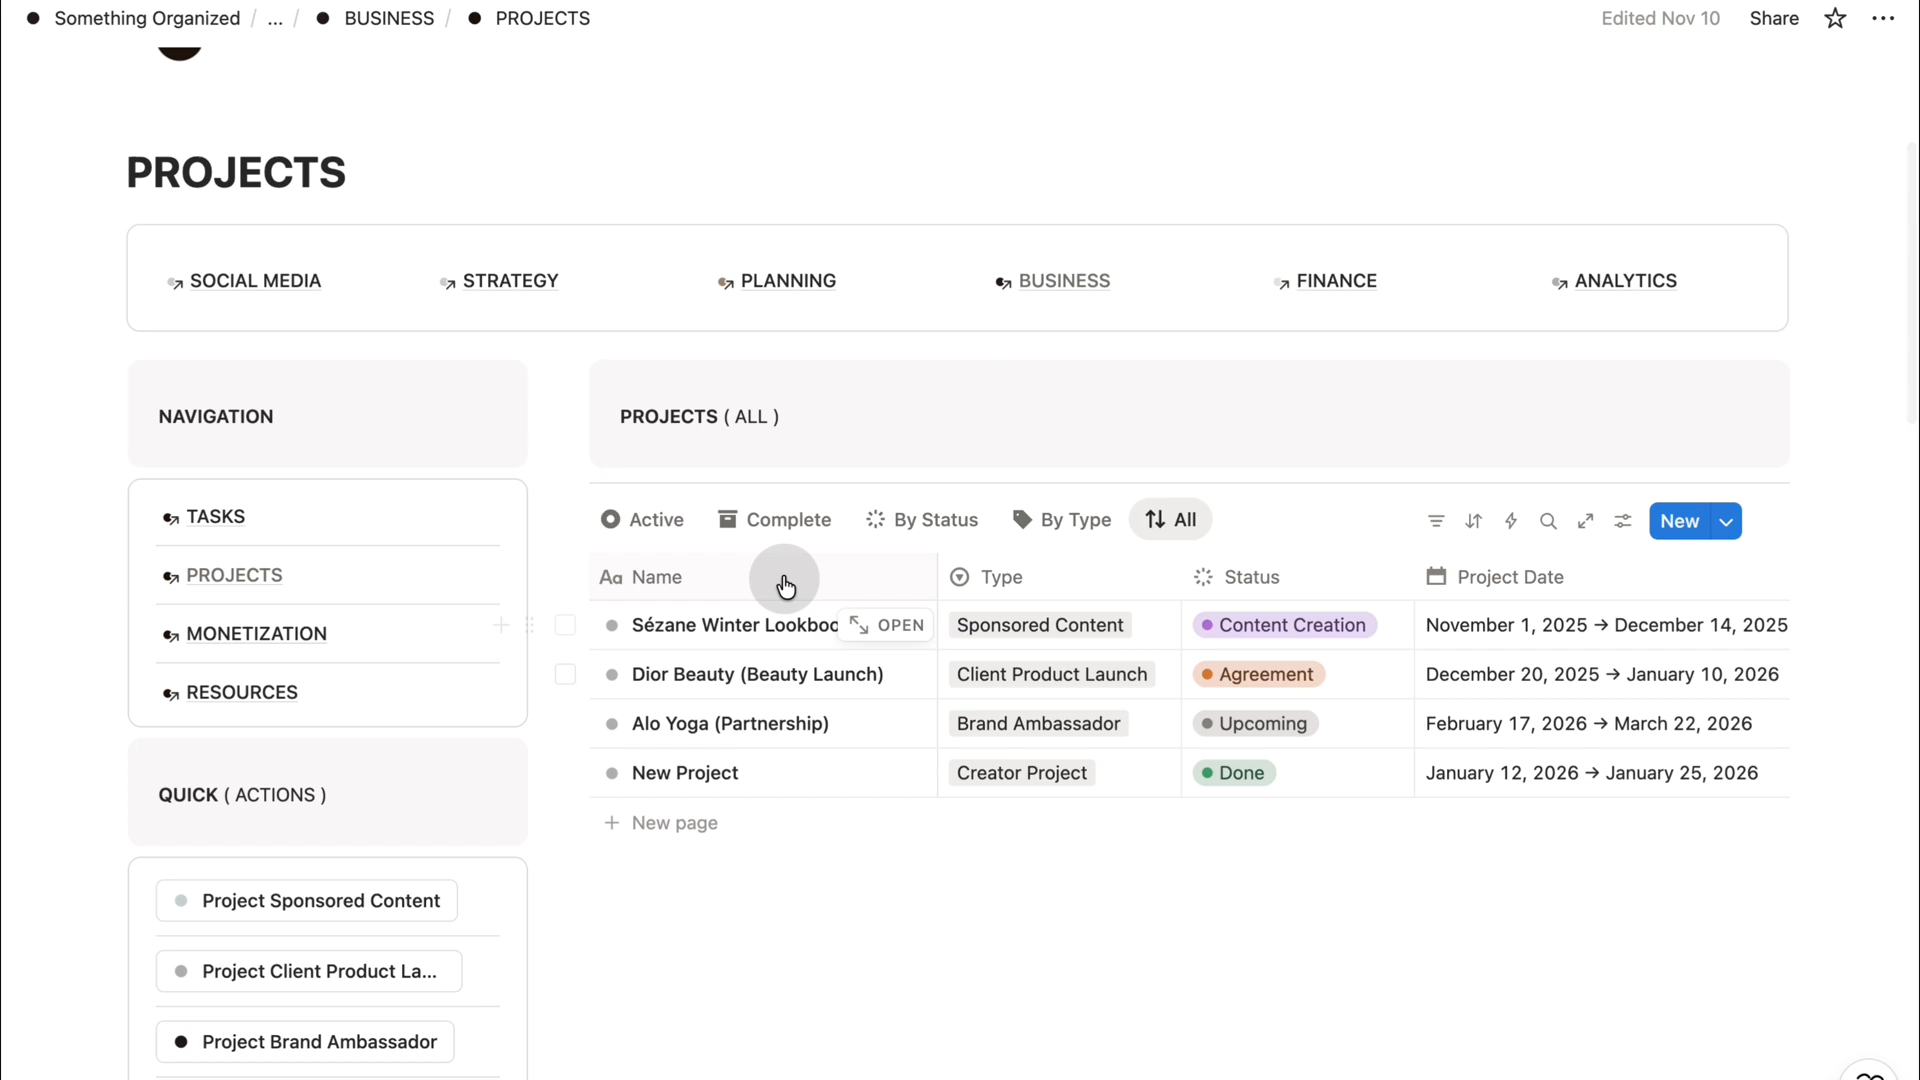 Something Organized / ... / BUSINESS / PROJECTS
Edited Nov 10 Share
PROJECTS
SOCIAL MEDIA STRATEGY PLANNING BUSINESS FINANCE ANALYTICS
NAVIGATION
TASKS
PROJECTS
MONETIZATION
RESOURCES
QUICK ( ACTIONS )
Project Sponsored Content
Project Client Product La...
Project Brand Ambassador
PROJECTS ( ALL )
Active Complete By Status By Type All New
Aa Name Type Status Project Date
Sézane Winter Lookboo OPEN Sponsored Content Content Creation November 1, 2025 → December 14, 2025
Dior Beauty (Beauty Launch) Client Product Launch Agreement December 20, 2025 → January 10, 2026
Alo Yoga (Partnership) Brand Ambassador Upcoming February 17, 2026 → March 22, 2026
New Project Creator Project Done January 12, 2026 → January 25, 2026
+ New page